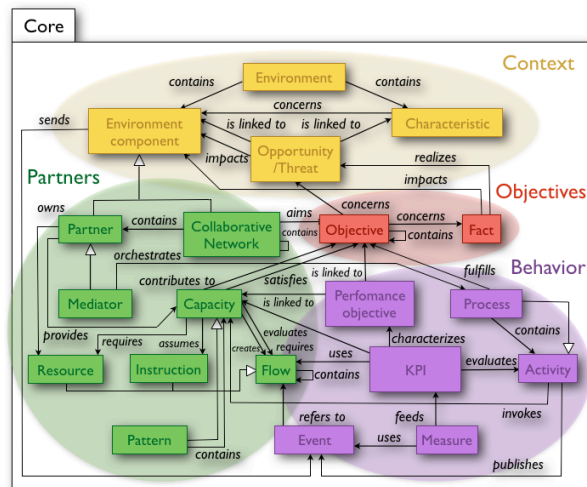 Core
Context
Environment
contains
contains
concerns
sends
Environment
component
is linked to
is linked to
Characteristic
Opportunity
/Threat
impacts
realizes
Partners
impacts
Objectives
owns
concerns
Partner
contains
Collaborative
Network
aims
contains
Objective
concerns
contains
Fact
orchestrates
is linked to
fulfills
Behavior
contributes to
satisfies
Mediator
Capacity
is linked to
Perfomance
objective
Process
contains
provides
requires
assumes
creates
evaluates
requires
characterizes
Resource
Instruction
Flow
uses
contains
KPI
evaluates
Activity
refers to
feeds
invokes
Pattern
contains
Event
uses
Measure
publishes